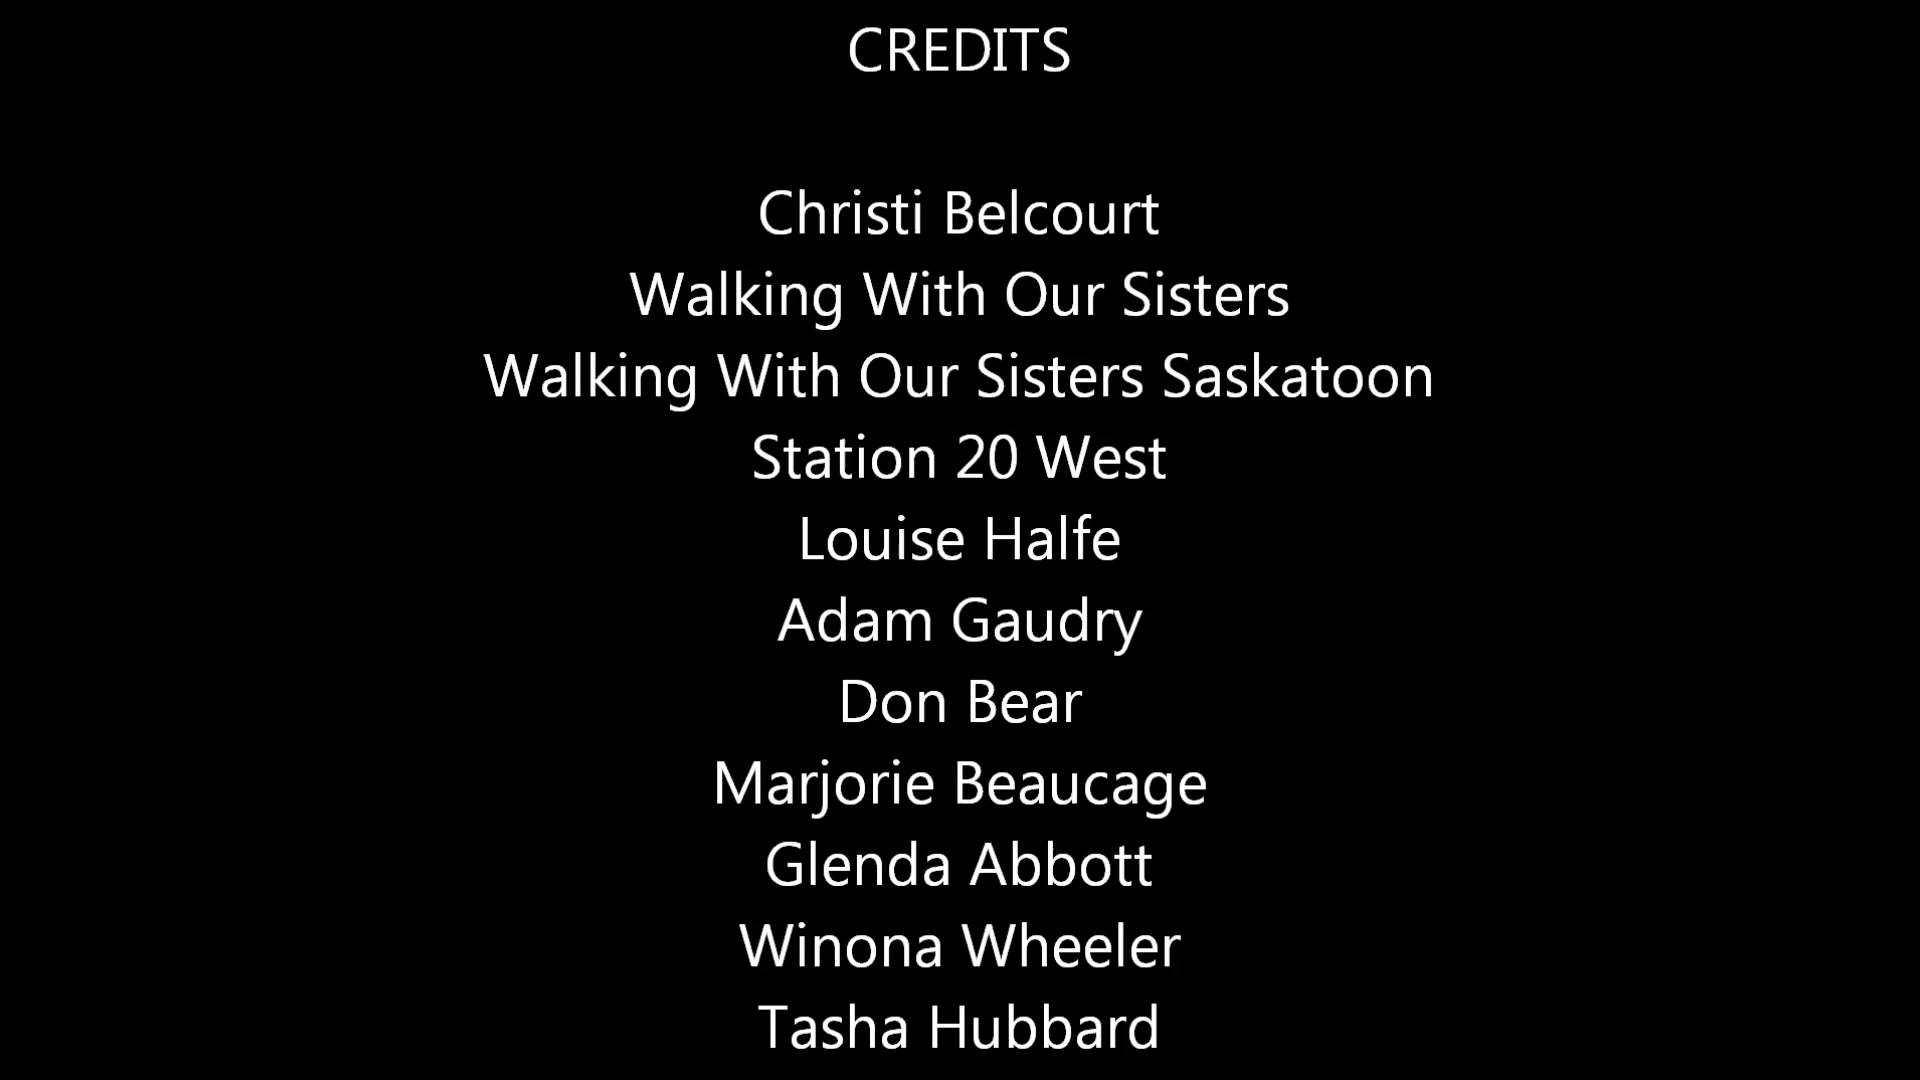 CREDITS
Christi Belcourt
Walking With Our Sisters
Walking With Our Sisters Saskatoon
Station 20 West
Louise Halfe
Adam Gaudry
Don Bear
Marjorie Beaucage
Glenda Abbott
Winona Wheeler
Tasha Hubbard